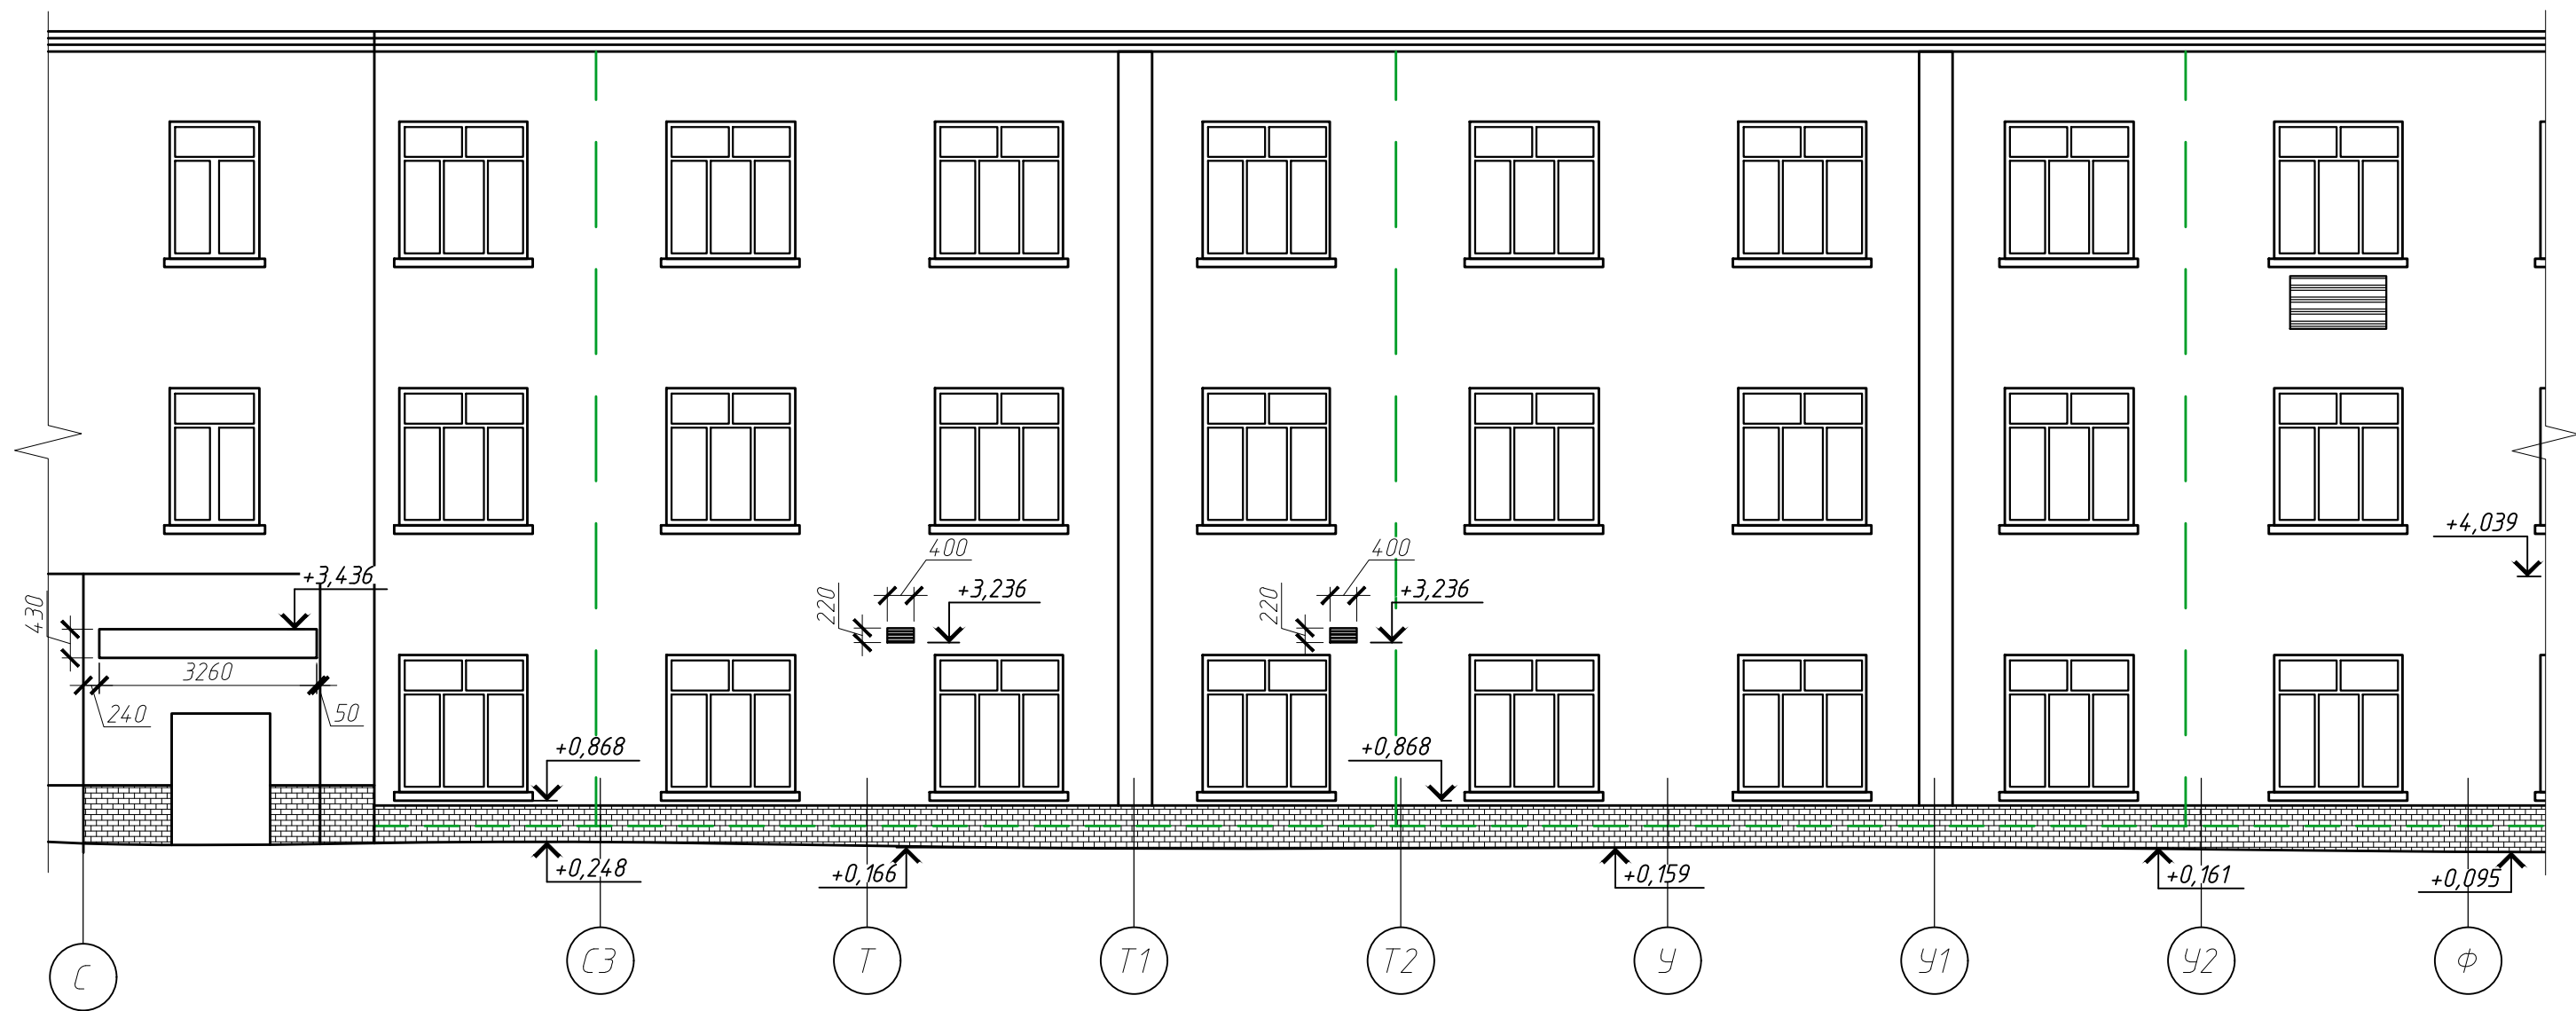 +4,039
400
400
+3,436
+3,236
+3,236
430
220
220
3260
240
50
+0,868
+0,868
+0,248
+0,166
+0,159
+0,161
+0,095
С
С3
Т
Т1
Т2
У
У1
У2
Ф